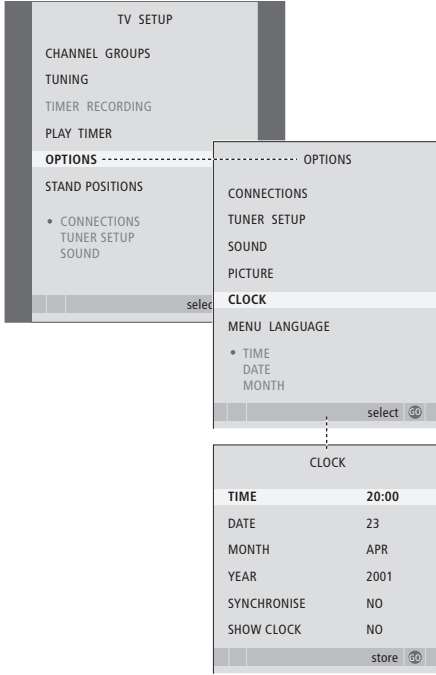 TV SETUP
CHANNEL GROUPS
TUNING
TIMER RECORDING
PLAY TIMER
OPTIONS
STAND POSITIONS
• CONNECTIONS
TUNER SETUP
SOUND
selec
OPTIONS
CONNECTIONS
TUNER SETUP
SOUND
PICTURE
CLOCK
MENU LANGUAGE
• TIME
DATE
MONTH
select GO
CLOCK
TIME 20:00
DATE 23
MONTH APR
YEAR 2001
SYNCHRONISE NO
SHOW CLOCK NO
store GO